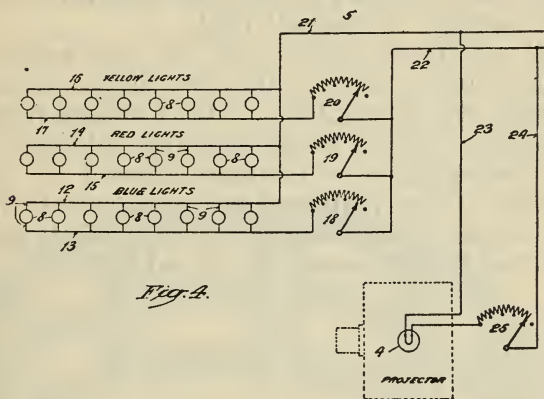 21 5
22
16 YELLOW LIGHTS
8
20
17
23
24
14 RED LIGHTS
8 9 8
19
15
12 BLUE LIGHTS
9
8 8 9
18
13
Fig. 4.
25
4
PROJECTOR